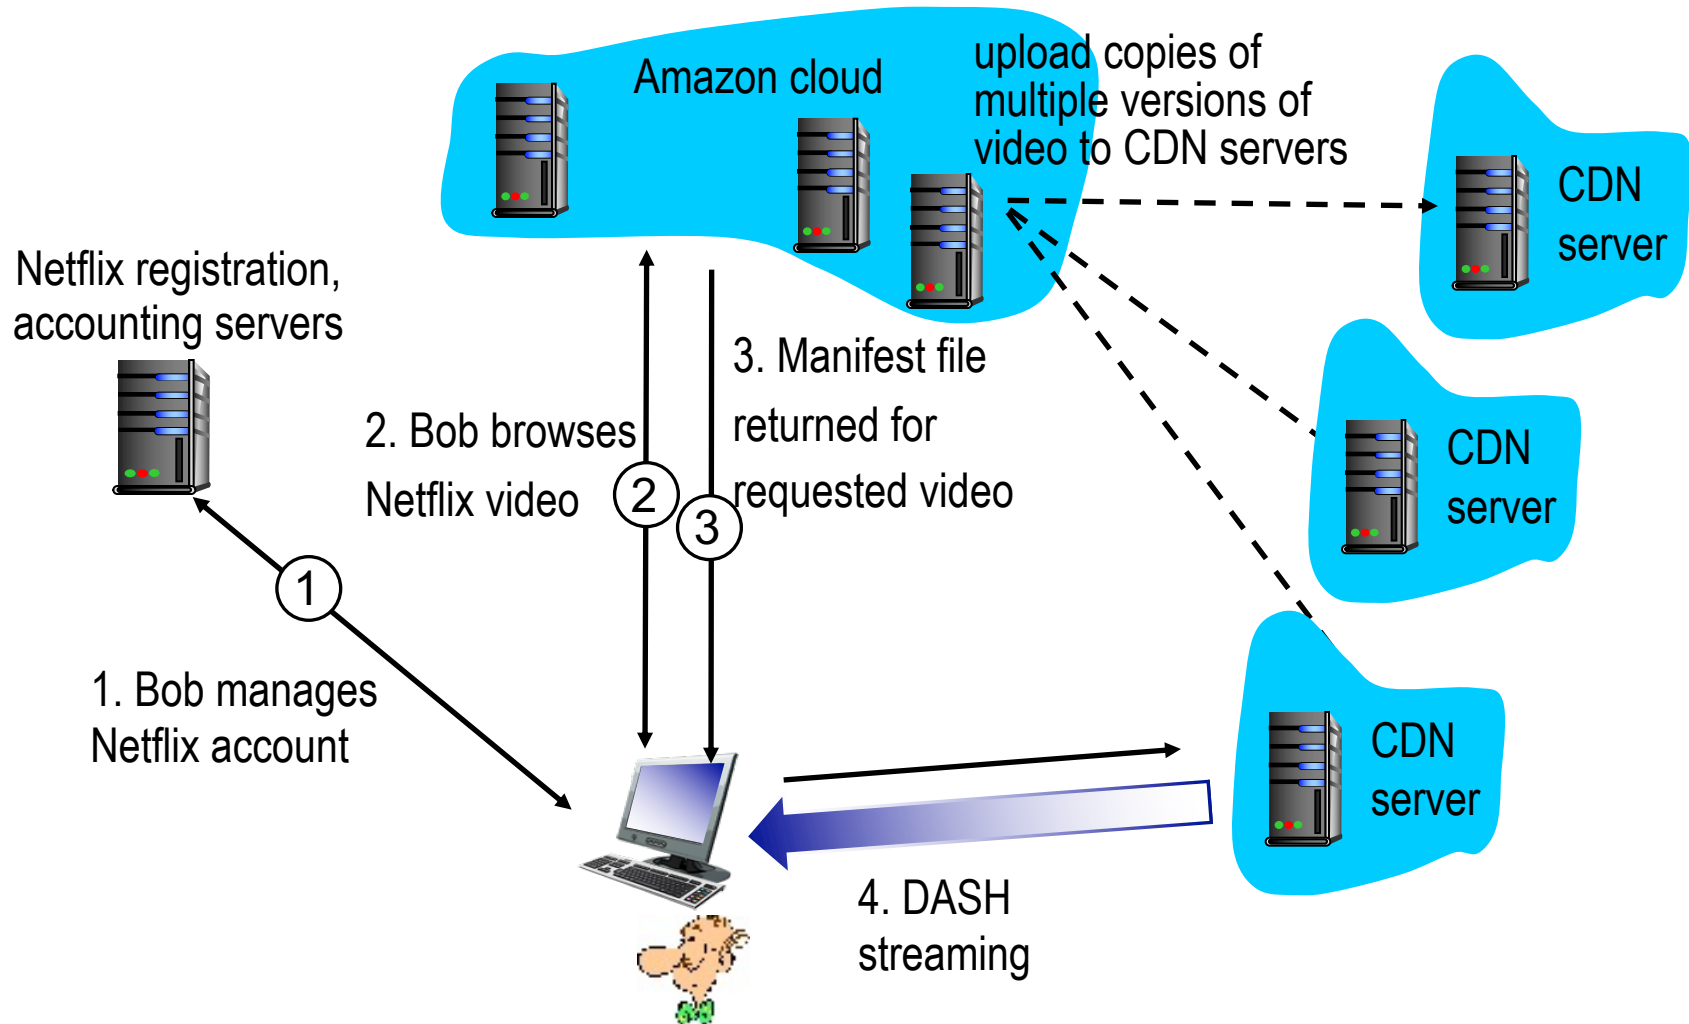 Amazon cloud
upload copies of
multiple versions of
video to CDN servers
CDN
server
Netflix registration,
accounting servers
3. Manifest file
returned for
requested video
2. Bob browses
Netflix video
2
3
CDN
server
1
1. Bob manages
Netflix account
CDN
server
4. DASH
streaming